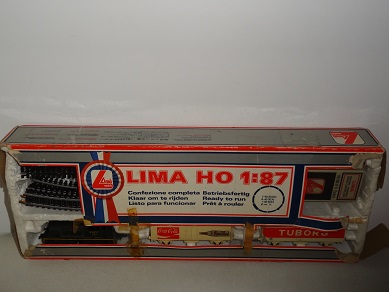 LIMA HO 1:87
Confezione completa Betriebsfertig
Klaar om te rijden Ready to run
Listo para funcionar Prêt à rouler
Coca-Cola
TUBORG